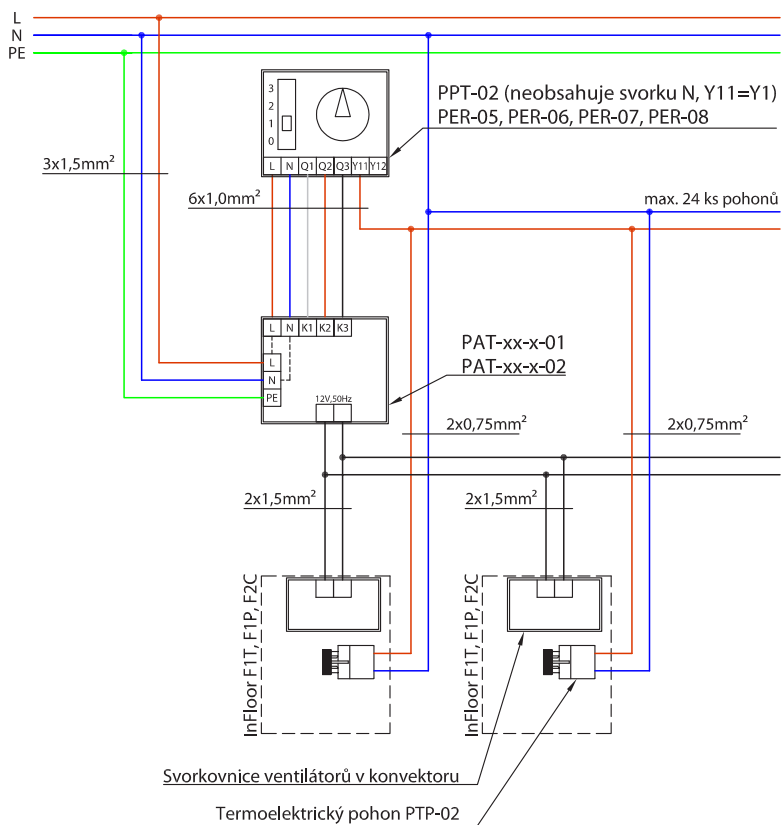 L
N
PE
3
2
1
0
L N Q1 Q2 Q3 Y11 Y12
PPT-02 (neobsahuje svorku N, Y11=Y1)
PER-05, PER-06, PER-07, PER-08
3x1,5mm²
6x1,0mm²
max. 24 ks pohonů
L N K1 K2 K3
L
N
PE
12V,50Hz
PAT-xx-x-01
PAT-xx-x-02
2x0,75mm²
2x0,75mm²
2x1,5mm²
2x1,5mm²
InFloor F1T, F1P, F2C
InFloor F1T, F1P, F2C
Svorkovnice ventilátorů v konvektoru
Termoelektrický pohon PTP-02